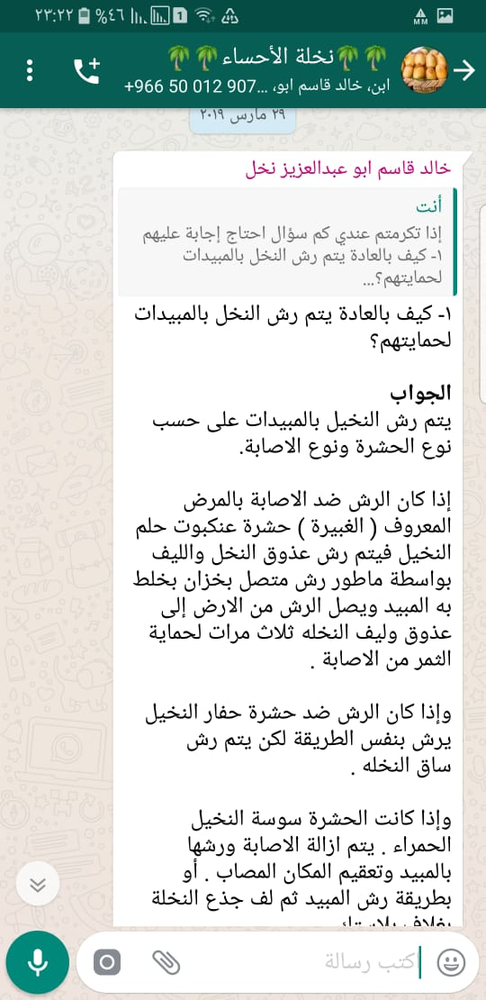 ٢٣:٢٢ ٤٦% 1 MM
🌴🌴نخلة الأحساء🌴🌴
ابن، خالد قاسم ابو، ...907 012 50 966+
٢٩ مارس ٢٠١٩
خالد قاسم ابو عبدالعزيز نخل
أنت
إذا تكرمتم عندي كم سؤال احتاج إجابة عليهم
١- كيف بالعادة يتم رش النخل بالمبيدات
لحمايتهم؟...
١- كيف بالعادة يتم رش النخل بالمبيدات
لحمايتهم؟
الجواب
يتم رش النخيل بالمبيدات على حسب
نوع الحشرة ونوع الاصابة.
إذا كان الرش ضد الاصابة بالمرض
المعروف ( الغبيرة ) حشرة عنكبوت حلم
النخيل فيتم رش عذوق النخل والليف
بواسطة ماطور رش متصل بخزان بخلط
به المبيد ويصل الرش من الارض إلى
عذوق وليف النخله ثلاث مرات لحماية
الثمر من الاصابة .
وإذا كان الرش ضد حشرة حفار النخيل
يرش بنفس الطريقة لكن يتم رش
ساق النخله .
وإذا كانت الحشرة سوسة النخيل
الحمراء . يتم ازالة الاصابة ورشها
بالمبيد وتعقيم المكان المصاب . أو
بطريقة رش المبيد ثم لف جذع النخلة
بغلاف بلاستك
اكتب رسالة